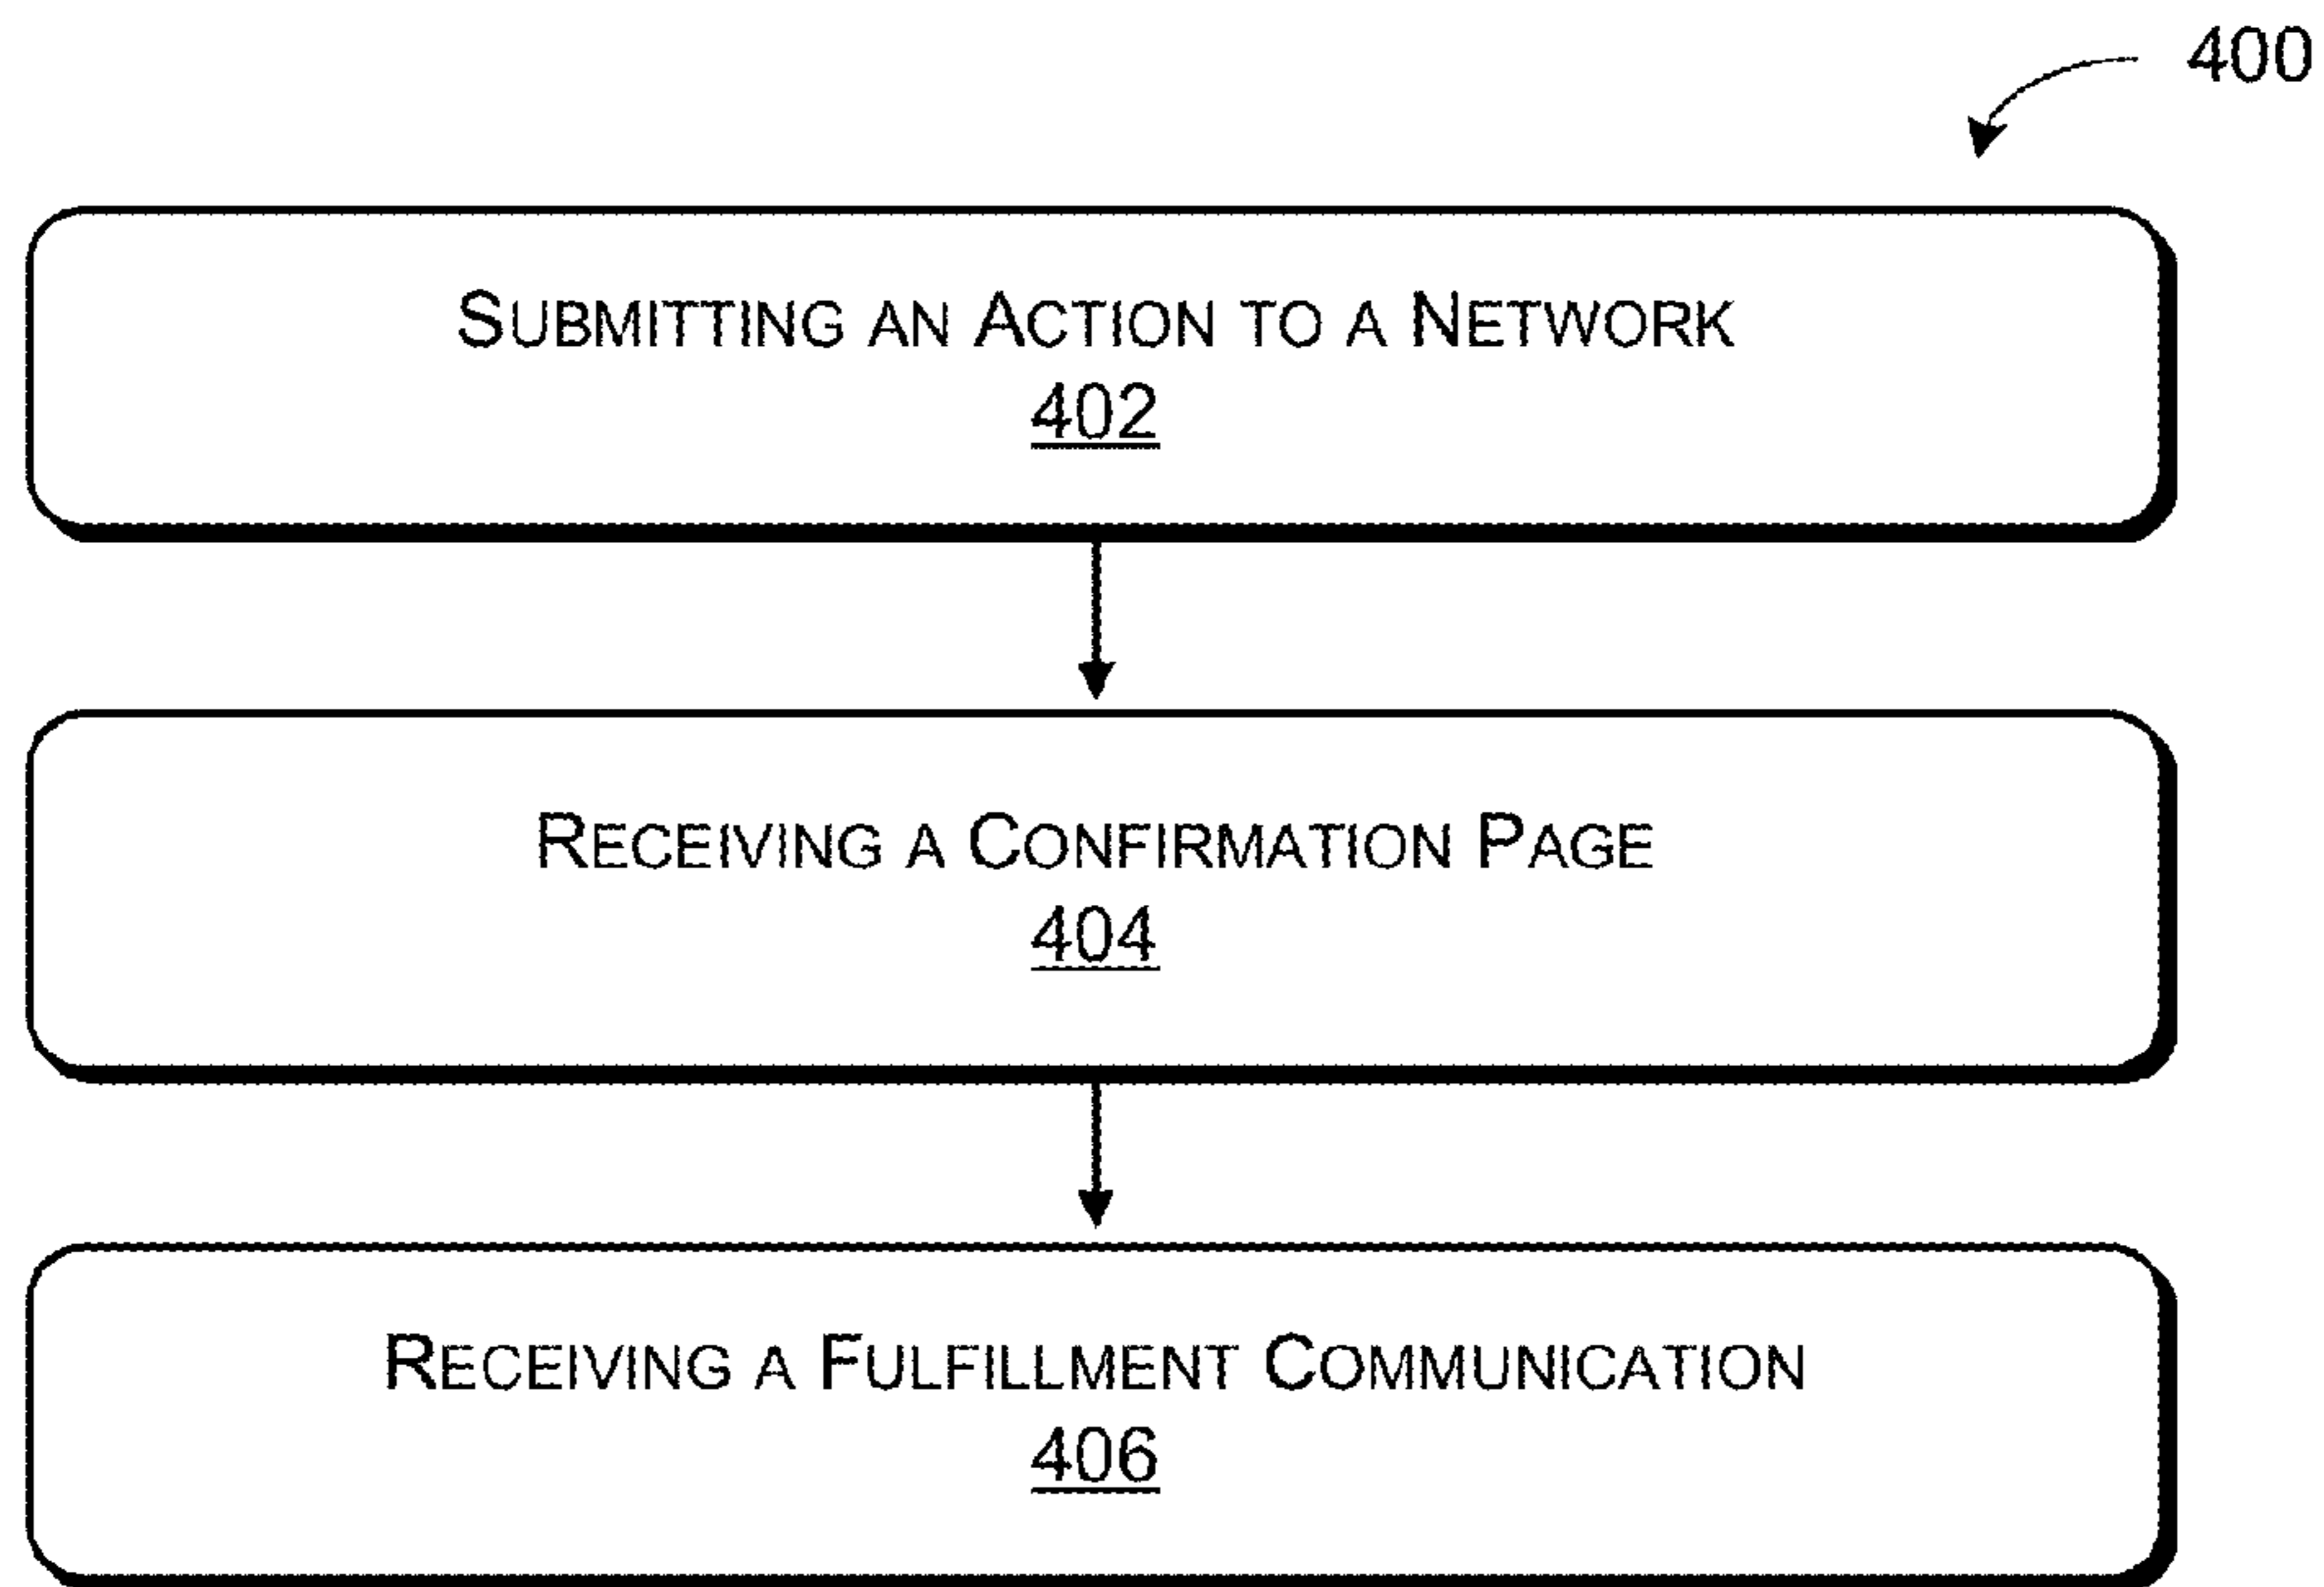 400
SUBMITTING AN ACTION TO A NETWORK
402
RECEIVING A CONFIRMATION PAGE
404
RECEIVING A FULFILLMENT COMMUNICATION
406